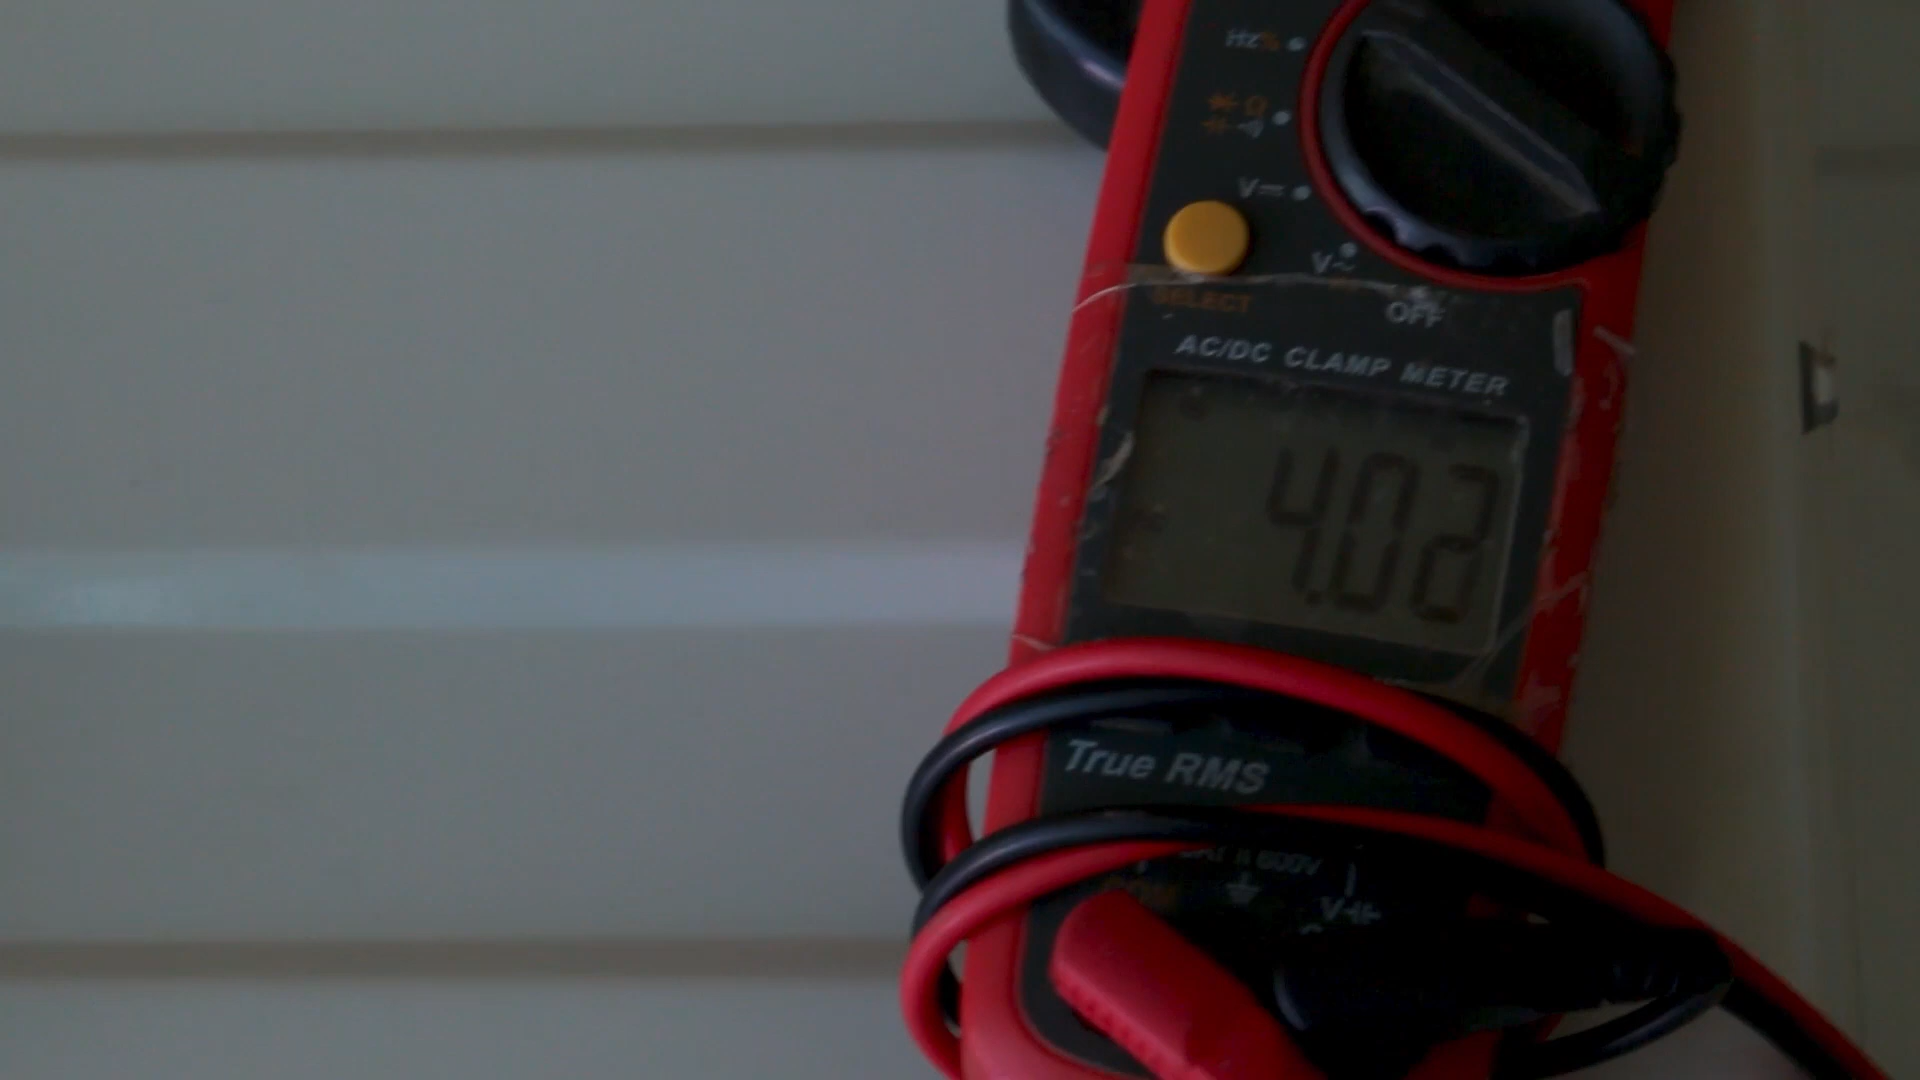 Hz%
Ω
V⎓
V~
SELECT
OFF
AC/DC CLAMP METER
4.02
True RMS
600V
V